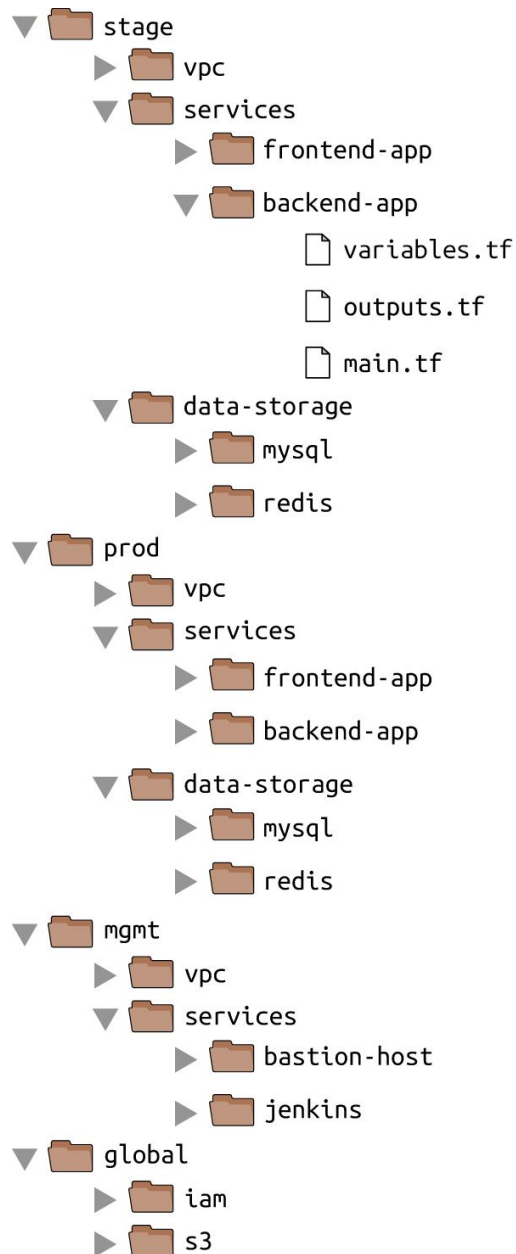 stage
vpc
services
frontend-app
backend-app
variables.tf
outputs.tf
main.tf
data-storage
mysql
redis
prod
vpc
services
frontend-app
backend-app
data-storage
mysql
redis
mgmt
vpc
services
bastion-host
jenkins
global
iam
s3